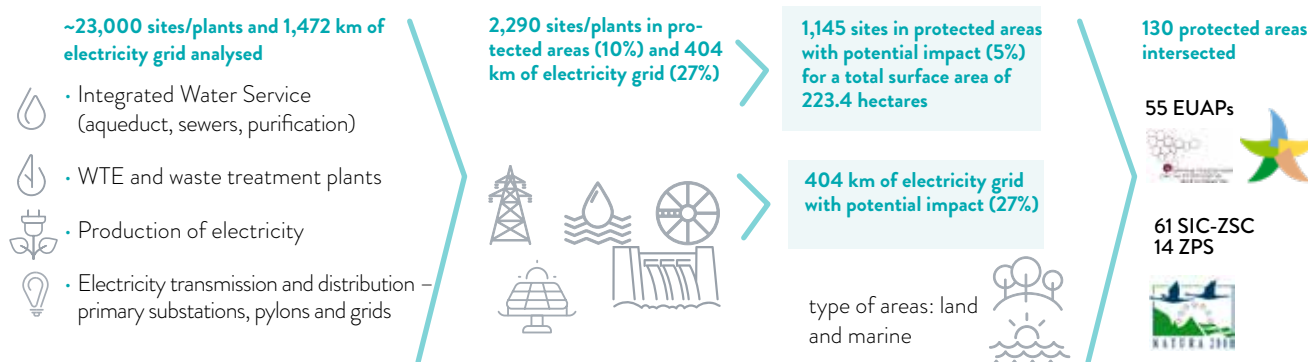 ~23,000 sites/plants and 1,472 km of
electricity grid analysed
· Integrated Water Service
(aqueduct, sewers, purification)
· WTE and waste treatment plants
· Production of electricity
· Electricity transmission and distribution –
primary substations, pylons and grids
2,290 sites/plants in pro-
tected areas (10%) and 404
km of electricity grid (27%)
1,145 sites in protected areas
with potential impact (5%)
for a total surface area of
223.4 hectares
404 km of electricity grid
with potential impact (27%)
type of areas: land
and marine
130 protected areas
intersected
55 EUAPs
61 SIC-ZSC
14 ZPS
NATURA 2000